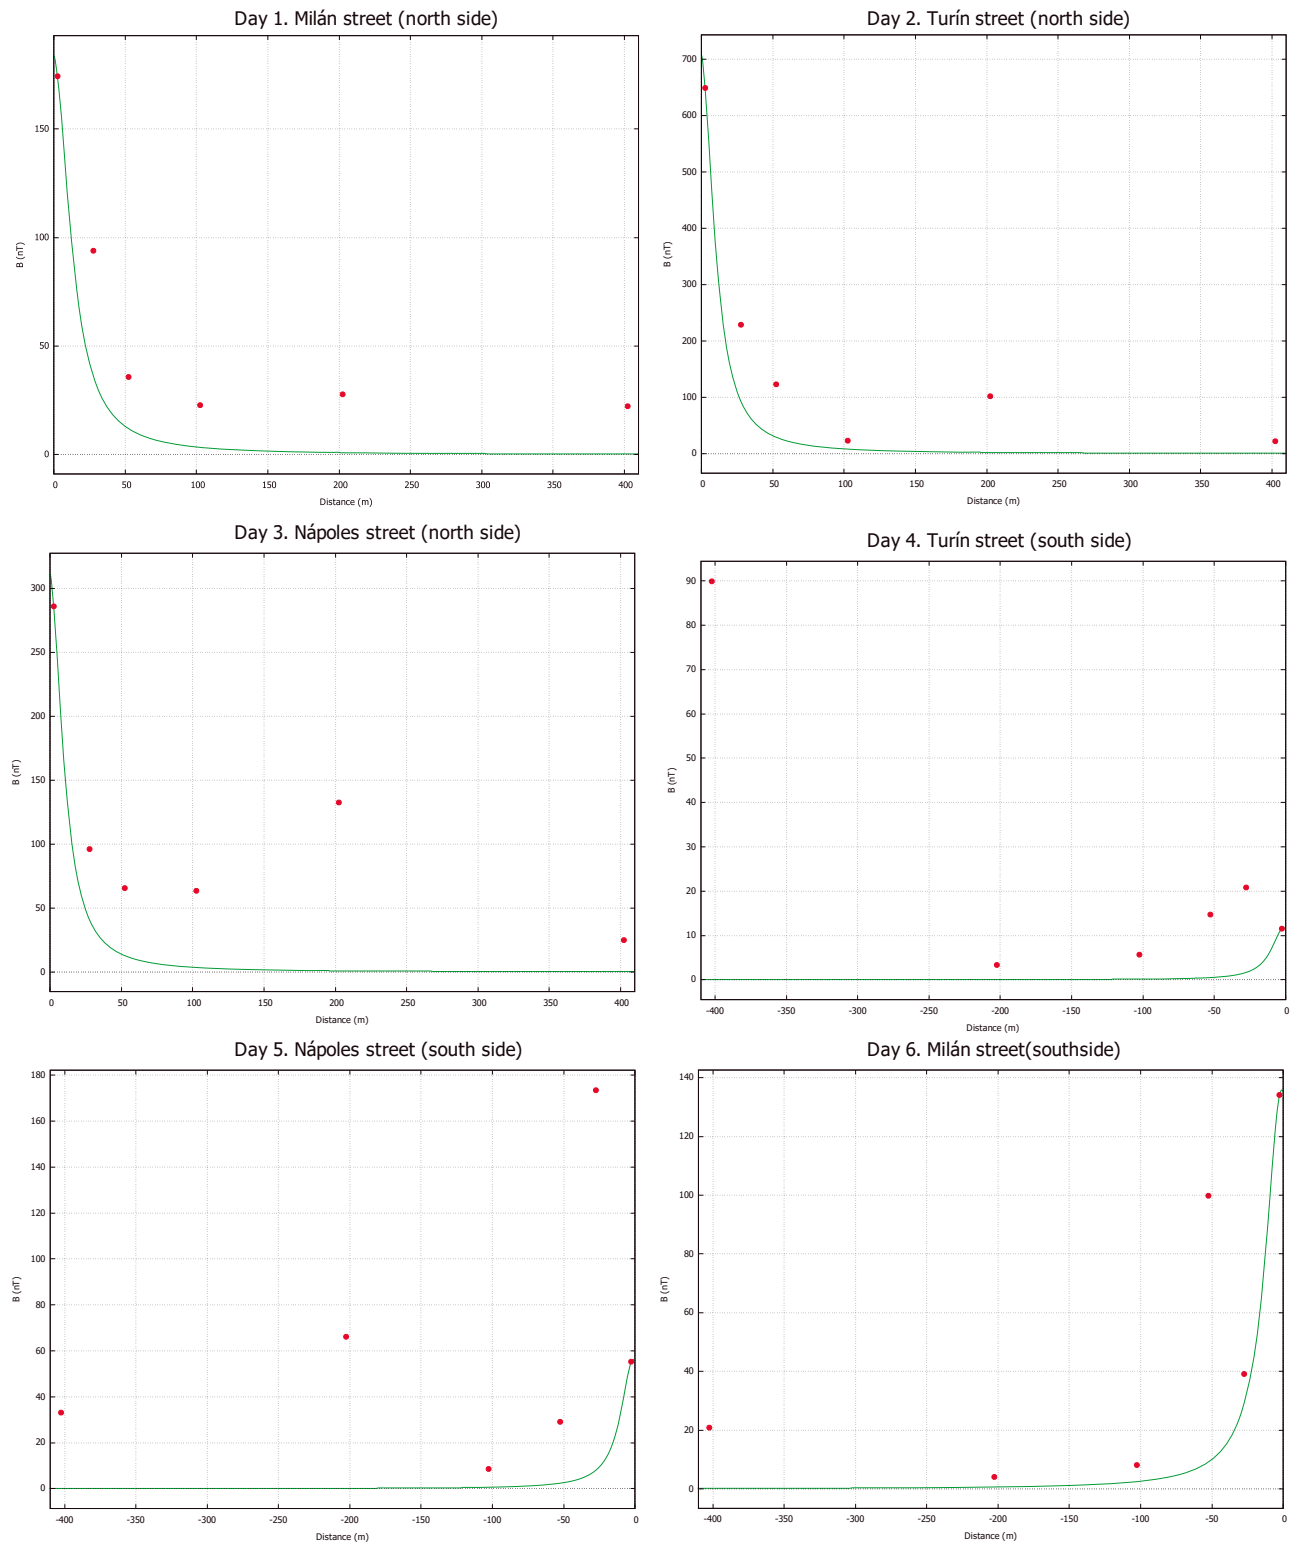 Day 1. Milán street (north side)
150
100
50
0
B (nT)
0 50 100 150 200 250 300 350 400
Distance (m)
Day 2. Turín street (north side)
700
600
500
400
300
200
100
0
B (nT)
0 50 100 150 200 250 300 350 400
Distance (m)
Day 3. Nápoles street (north side)
300
250
200
150
100
50
0
B (nT)
0 50 100 150 200 250 300 350 400
Distance (m)
Day 4. Turín street (south side)
90
80
70
60
50
40
30
20
10
0
B (nT)
-400 -350 -300 -250 -200 -150 -100 -50 0
Distance (m)
Day 5. Nápoles street (south side)
180
160
140
120
100
80
60
40
20
0
B (nT)
-400 -350 -300 -250 -200 -150 -100 -50 0
Distance (m)
Day 6. Milán street(southside)
140
120
100
80
60
40
20
0
B (nT)
-400 -350 -300 -250 -200 -150 -100 -50 0
Distance (m)